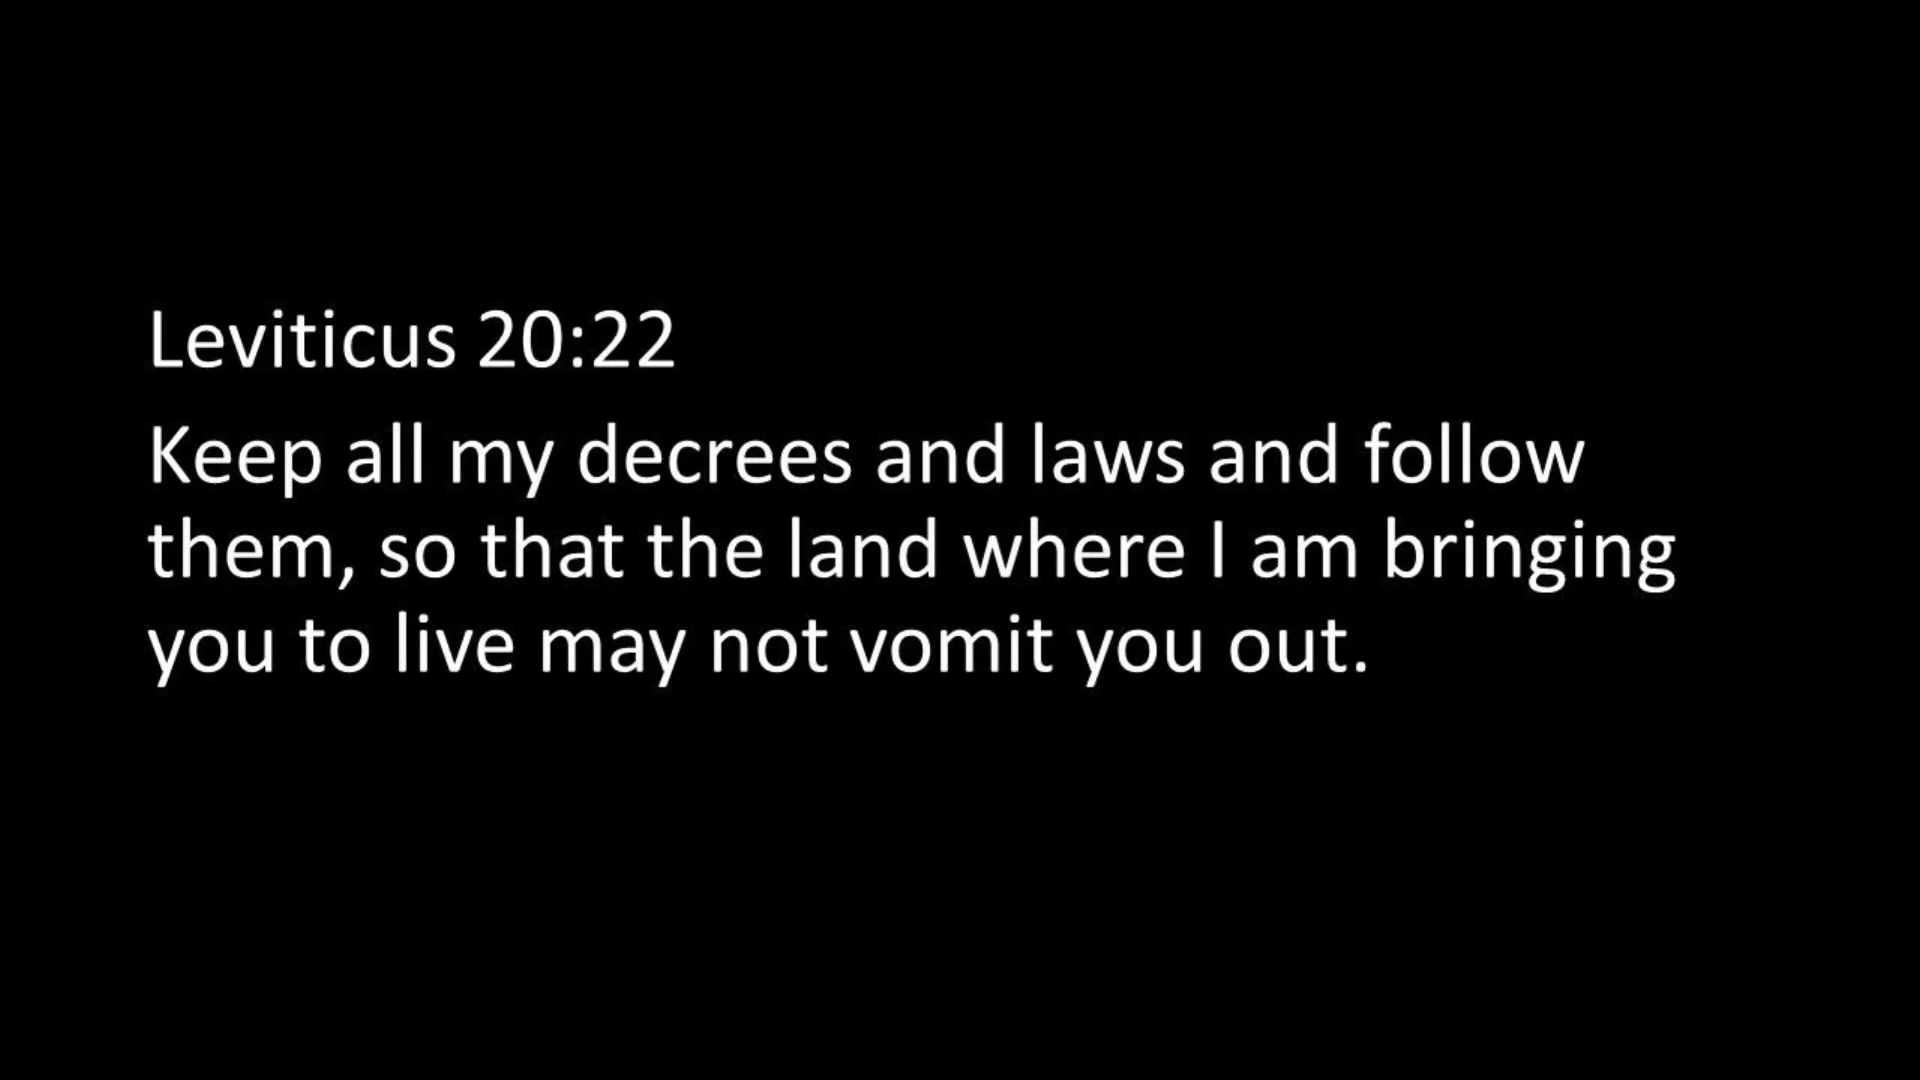 Leviticus 20:22
Keep all my decrees and laws and follow
them, so that the land where I am bringing
you to live may not vomit you out.